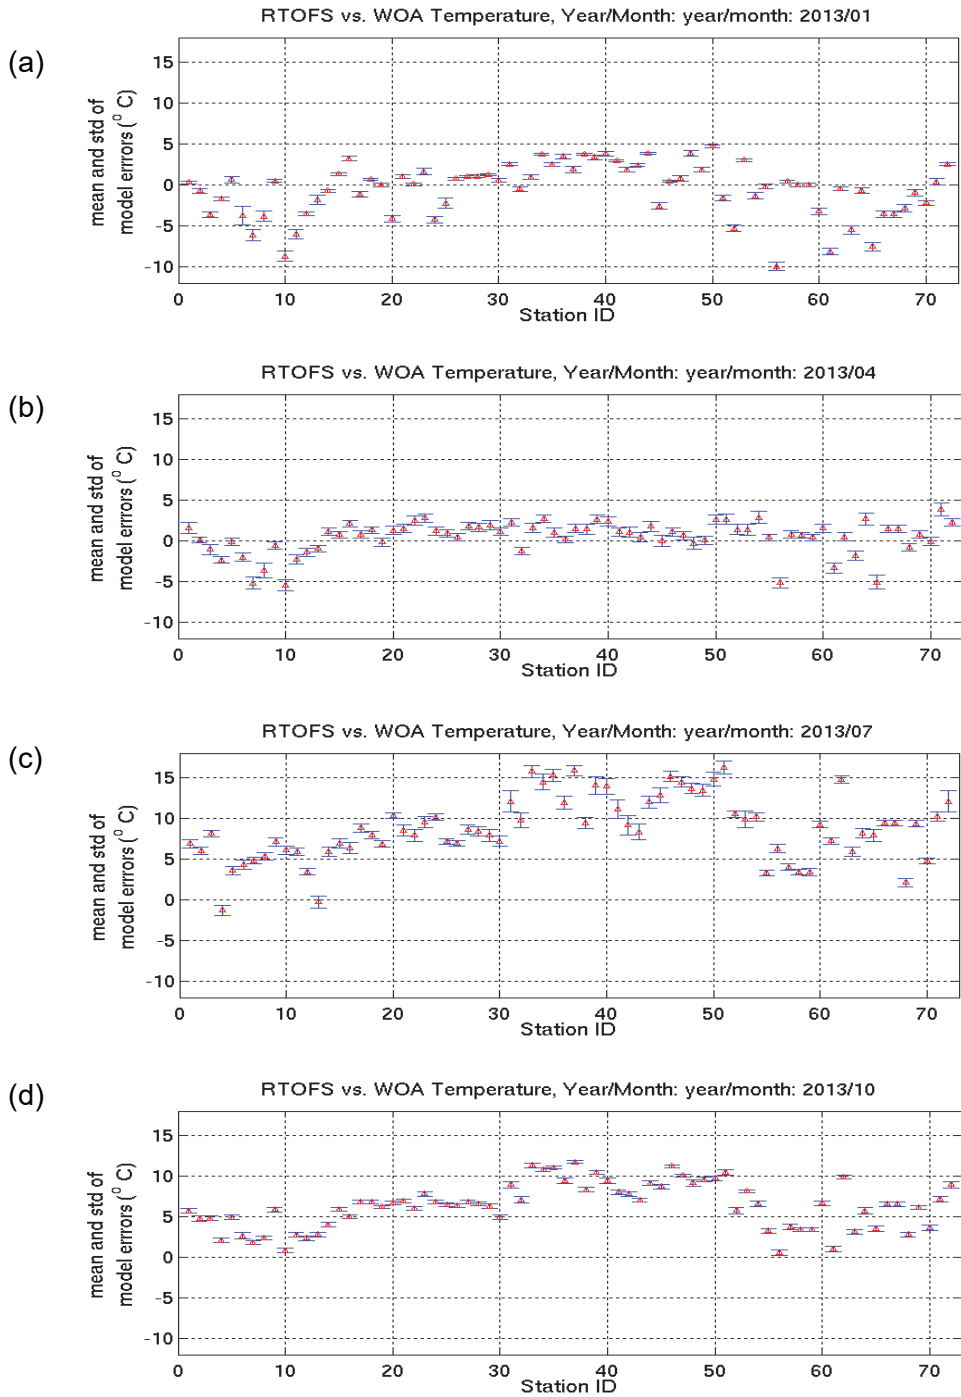 RTOFS vs. WOA Temperature, Year/Month: year/month: 2013/01
(a)
mean and std of
model errrors (⁰ C)
15
10
5
0
-5
-10
0 10 20 30 40 50 60 70
Station ID
RTOFS vs. WOA Temperature, Year/Month: year/month: 2013/04
(b)
mean and std of
model errrors (⁰ C)
15
10
5
0
-5
-10
0 10 20 30 40 50 60 70
Station ID
RTOFS vs. WOA Temperature, Year/Month: year/month: 2013/07
(c)
mean and std of
model errrors (⁰ C)
15
10
5
0
-5
-10
0 10 20 30 40 50 60 70
Station ID
RTOFS vs. WOA Temperature, Year/Month: year/month: 2013/10
(d)
mean and std of
model errrors (⁰ C)
15
10
5
0
-5
-10
0 10 20 30 40 50 60 70
Station ID